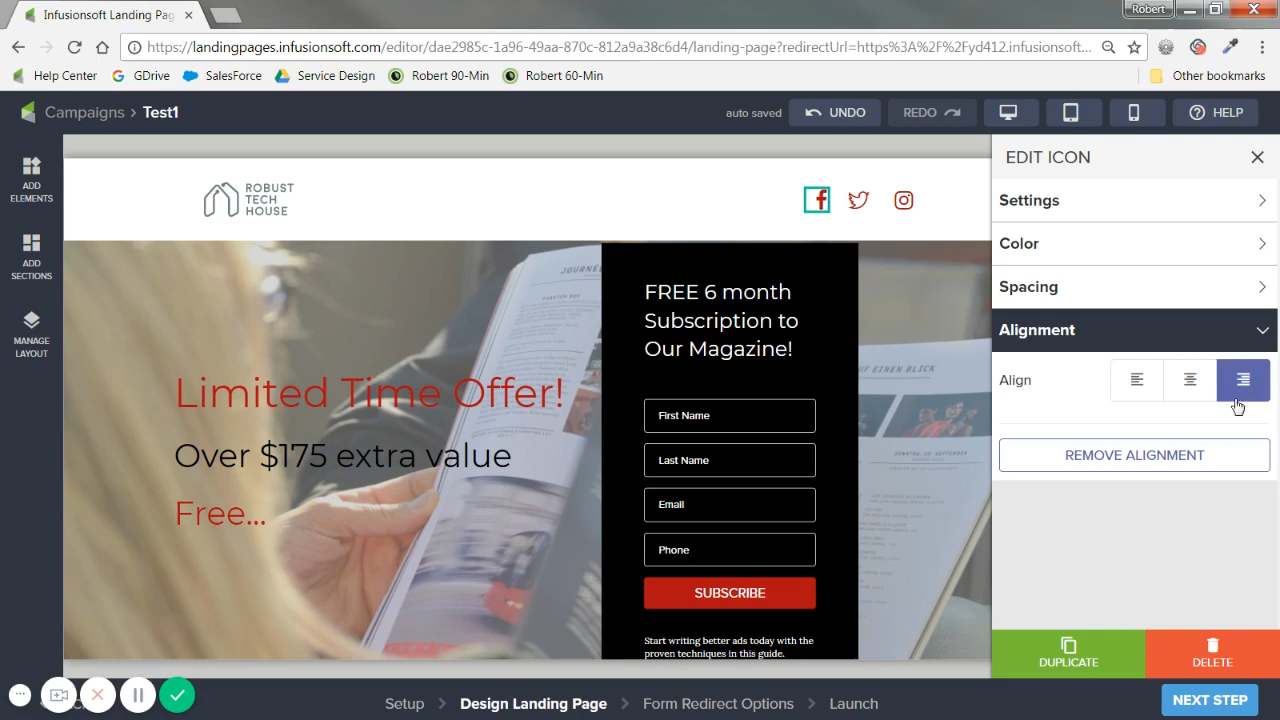 Infusionsoft Landing Pag
Robert
https://landingpages.infusionsoft.com/editor/dae2985c-1a96-49aa-870c-812a9a38c6d4/landing-page?redirectUrl=https%3A%2F%2Fyd412.infusionsoft...
Help Center
GDrive
SalesForce
Service Design
Robert 90-Min
Robert 60-Min
Other bookmarks
Campaigns > Test1
auto saved
UNDO
REDO
HELP
ADD
ELEMENTS
ADD
SECTIONS
MANAGE
LAYOUT
ROBUST
TECH
HOUSE
Limited Time Offer!
Over $175 extra value
Free...
FREE 6 month
Subscription to
Our Magazine!
First Name
Last Name
Email
Phone
SUBSCRIBE
Start writing better ads today with the
proven techniques in this guide.
EDIT ICON
Settings
Color
Spacing
Alignment
Align
REMOVE ALIGNMENT
DUPLICATE
DELETE
Setup
Design Landing Page
Form Redirect Options
Launch
NEXT STEP